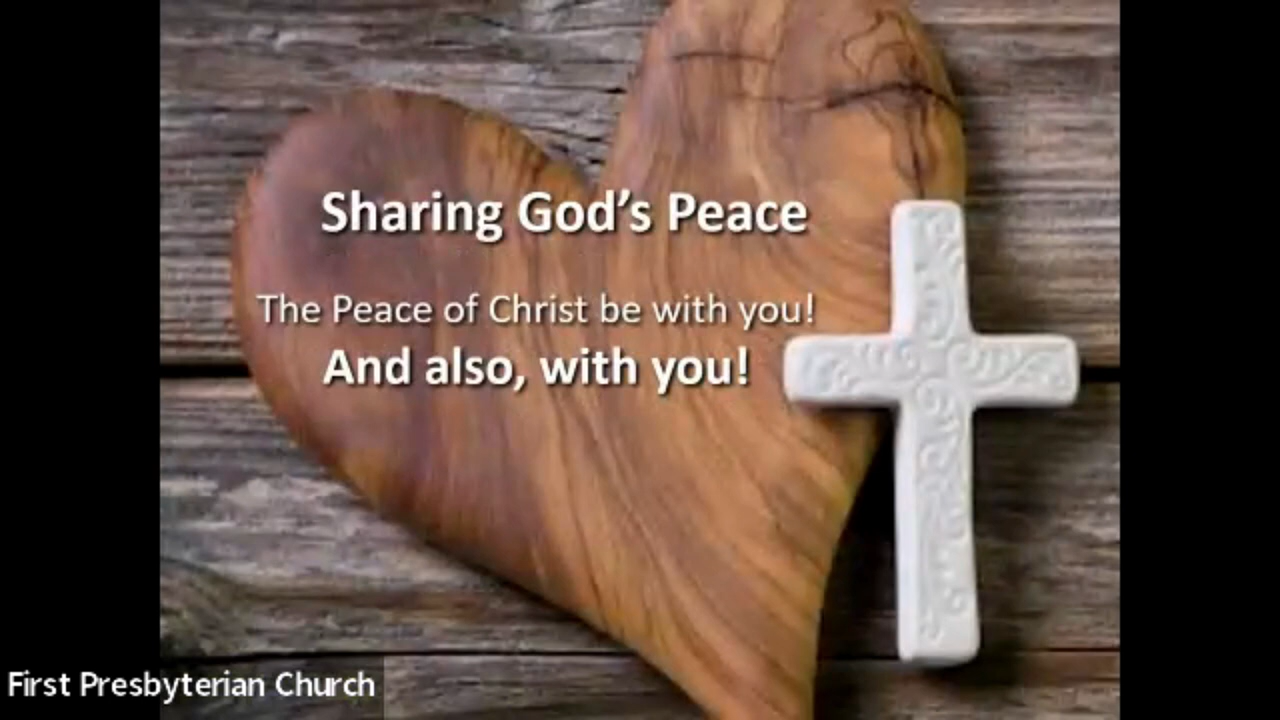 Sharing God’s Peace
The Peace of Christ be with you!
And also, with you!
First Presbyterian Church